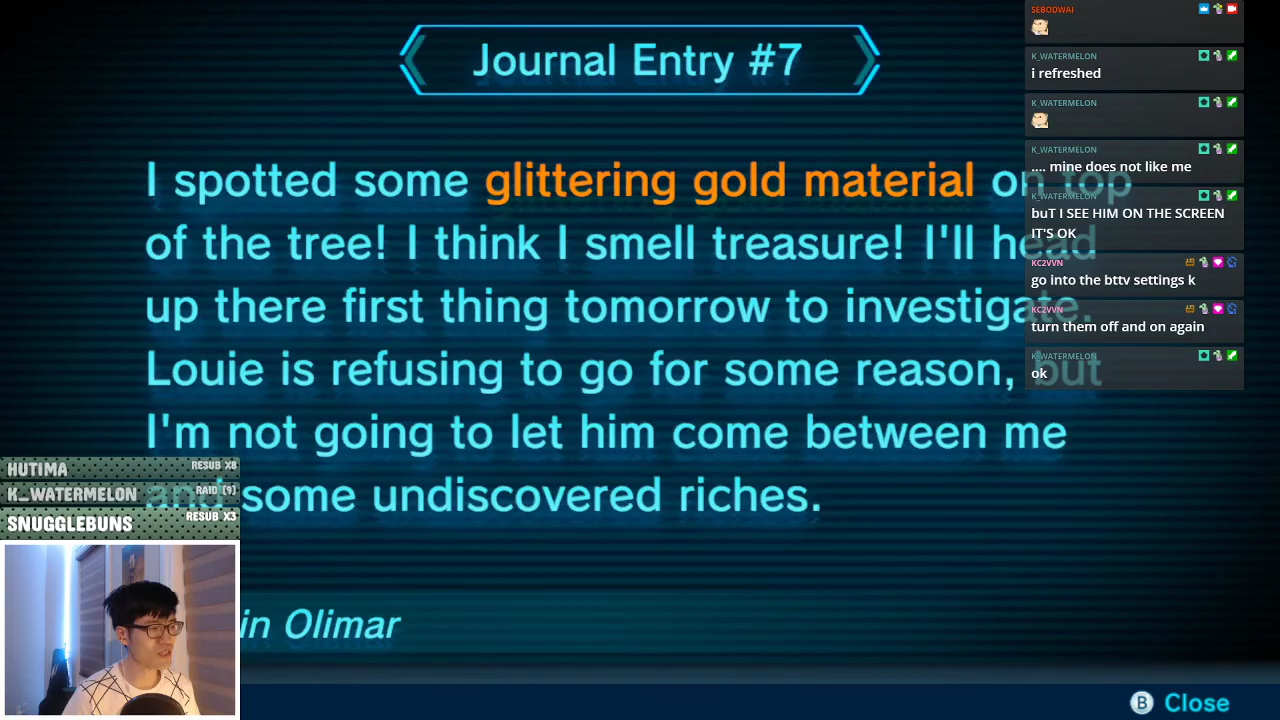 Journal Entry #7
I spotted some glittering gold material on top
of the tree! I think I smell treasure! I'll head
up there first thing tomorrow to investigate.
Louie is refusing to go for some reason, but
I'm not going to let him come between me
and some undiscovered riches.
in Olimar
B Close
SEBODWAI
K_WATERMELON
i refreshed
K_WATERMELON
K_WATERMELON
.... mine does not like me
K_WATERMELON
buT I SEE HIM ON THE SCREEN
IT'S OK
KC2VVN
go into the bttv settings k
KC2VVN
turn them off and on again
K_WATERMELON
ok
HUTIMA RESUB X8
K_WATERMELON RAID [9]
SNUGGLEBUNS RESUB X3